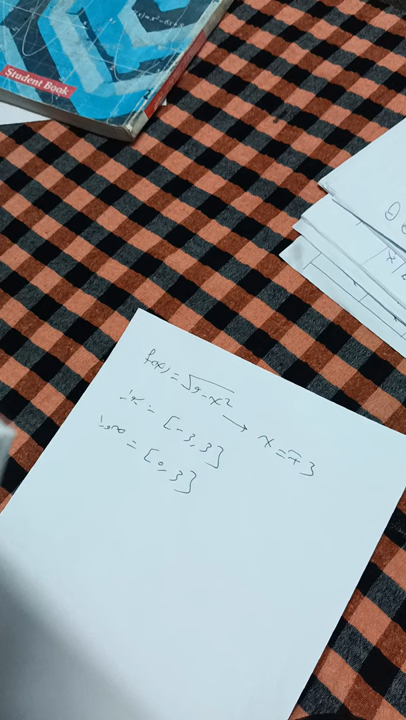 Student Book
f(x) = √9-x² → x = ∓3
= [-3, 3]
= [0, 3]